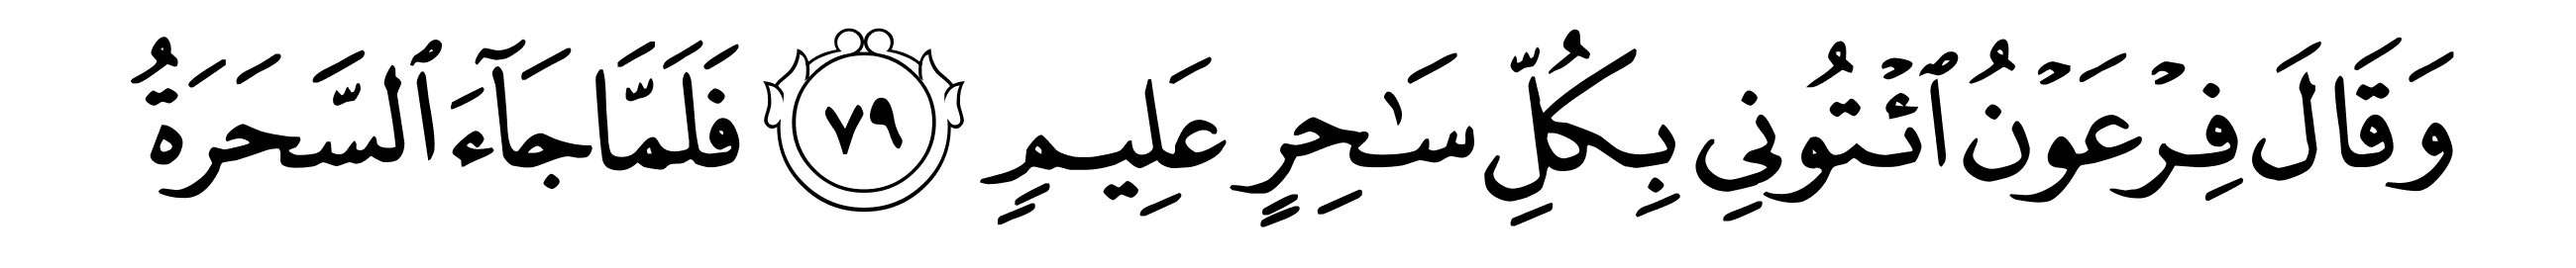 وَقَالَ فِرْعَوْنُ ٱئْتُونِي بِكُلِّ سَٰحِرٍ عَلِيمٍ ٧٩ فَلَمَّا جَآءَ ٱلسَّحَرَةُ